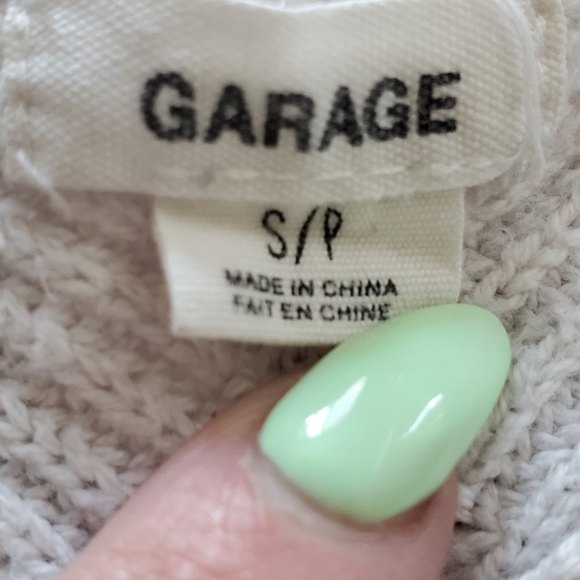 GARAGE
S/P
MADE IN CHINA
FAIT EN CHINE